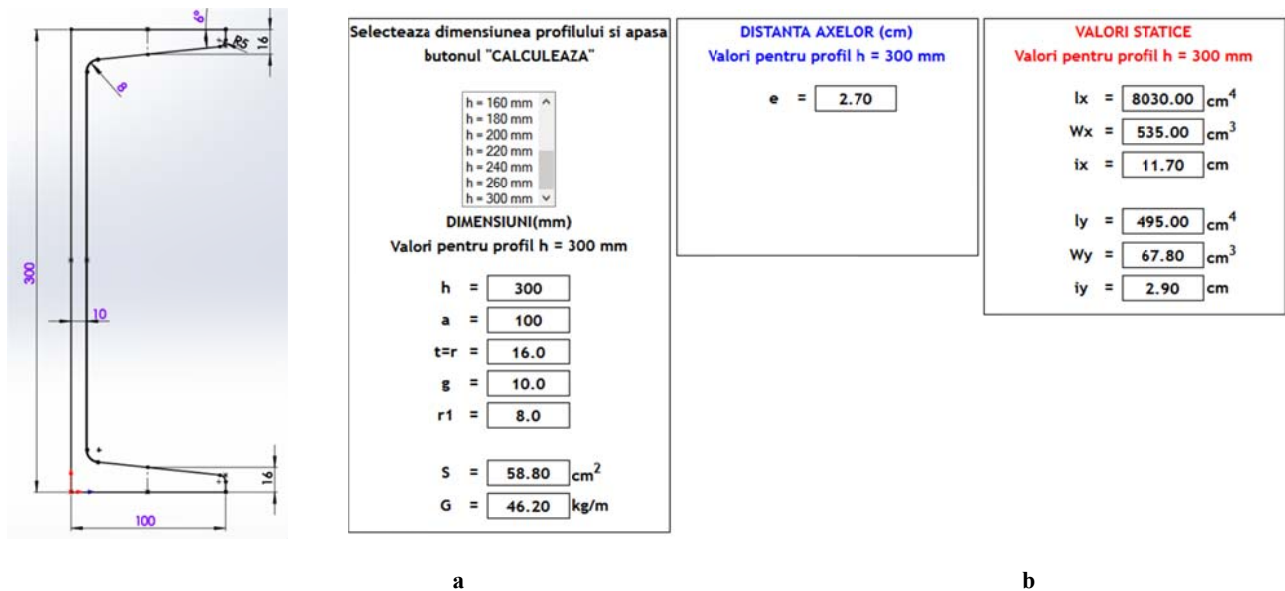 6°
R5
16
8
300
10
16
100
Selectează dimensiunea profilului si apasa
butonul "CALCULEAZA"
h = 160 mm
h = 180 mm
h = 200 mm
h = 220 mm
h = 240 mm
h = 260 mm
h = 300 mm
DIMENSIUNI(mm)
Valori pentru profil h = 300 mm
h = 300
a = 100
t=r = 16.0
g = 10.0
r1 = 8.0
S = 58.80 cm²
G = 46.20 kg/m
DISTANTA AXELOR (cm)
Valori pentru profil h = 300 mm
e = 2.70
VALORI STATICE
Valori pentru profil h = 300 mm
Ix = 8030.00 cm⁴
Wx = 535.00 cm³
ix = 11.70 cm
Iy = 495.00 cm⁴
Wy = 67.80 cm³
iy = 2.90 cm
a
b